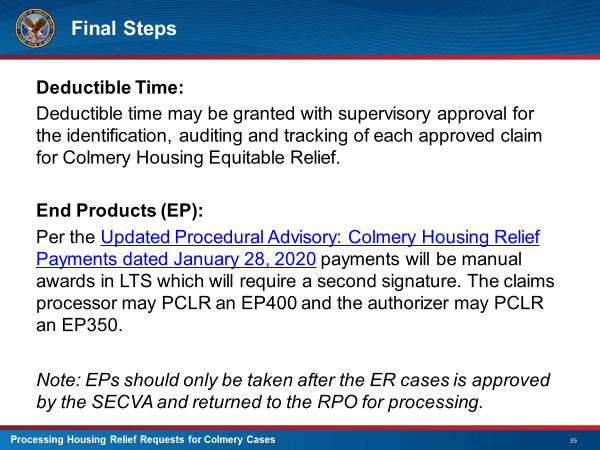 Final Steps
Deductible Time:
Deductible time may be granted with supervisory approval for
the identification, auditing and tracking of each approved claim
for Colmery Housing Equitable Relief.
End Products (EP):
Per the Updated Procedural Advisory: Colmery Housing Relief
Payments dated January 28, 2020 payments will be manual
awards in LTS which will require a second signature. The claims
processor may PCLR an EP400 and the authorizer may PCLR
an EP350.
Note: EPs should only be taken after the ER cases is approved
by the SECVA and returned to the RPO for processing.
Processing Housing Relief Requests for Colmery Cases
35